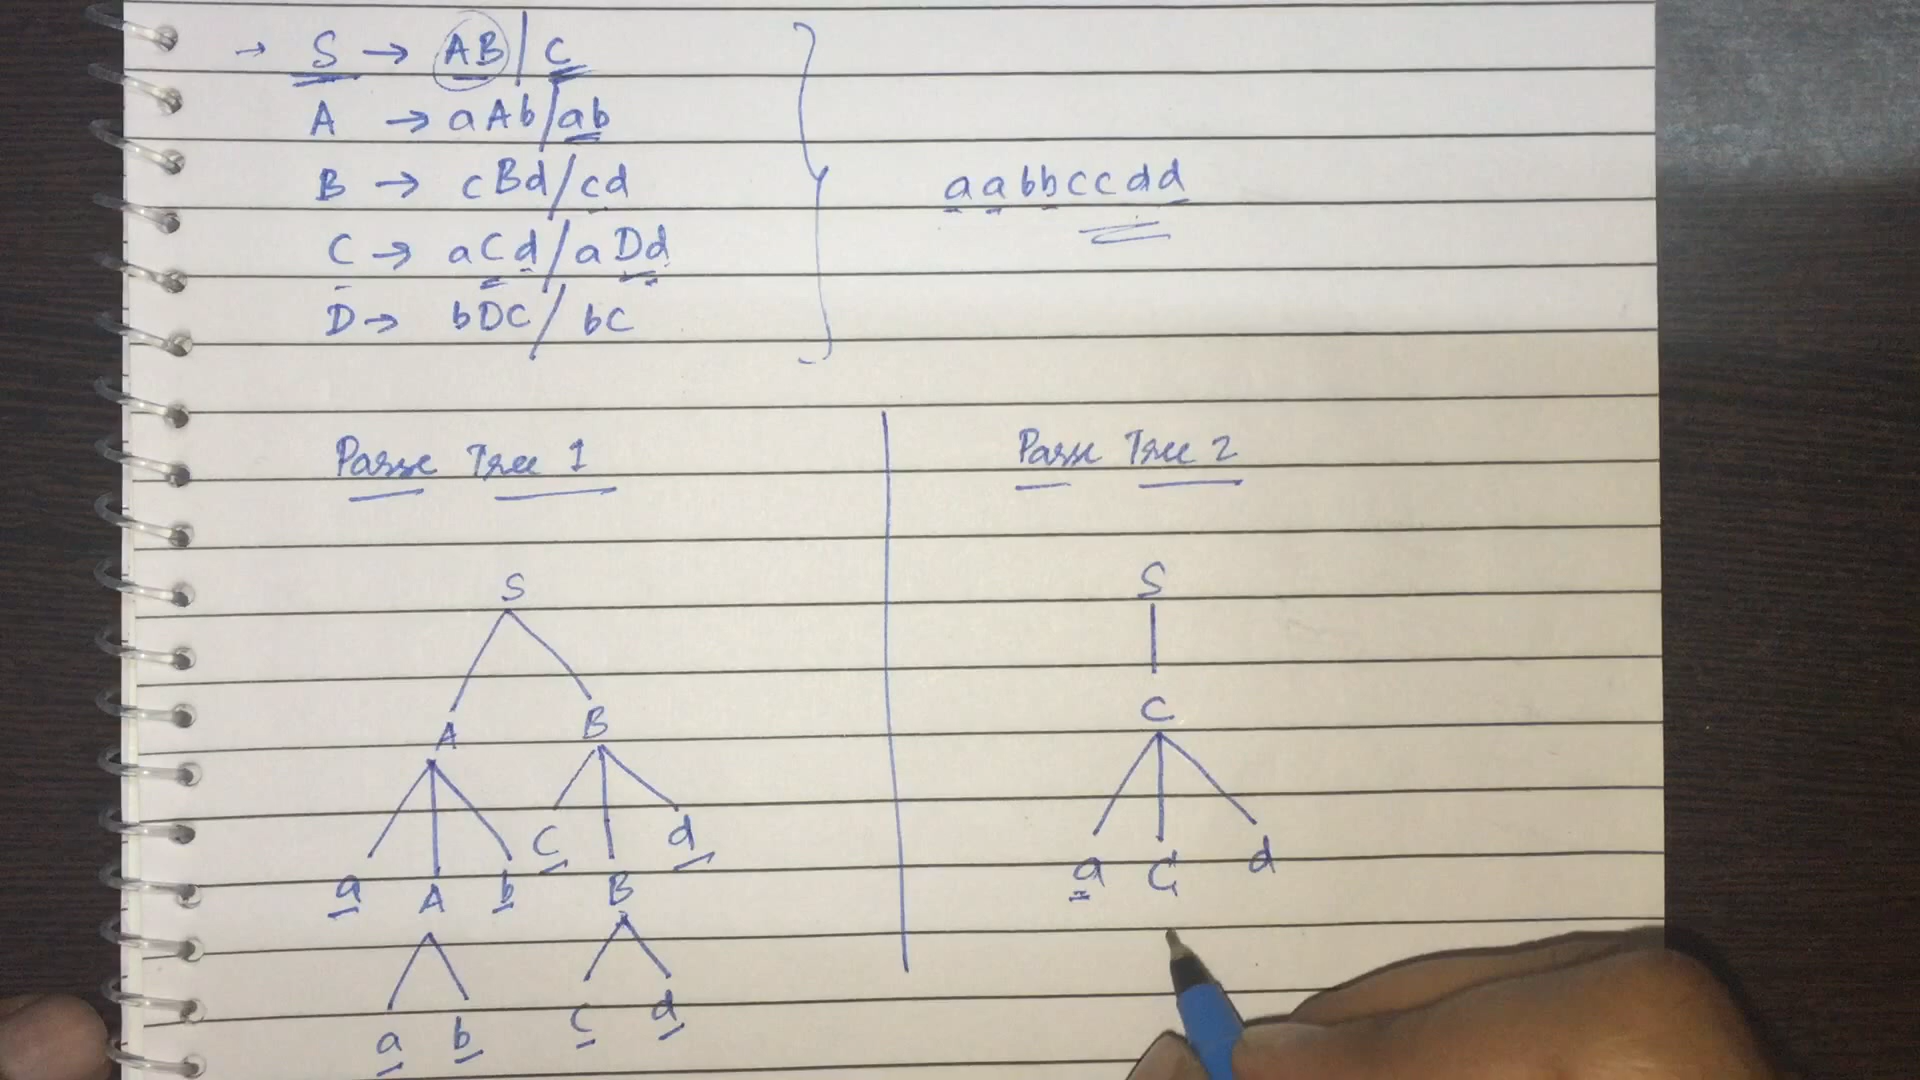 → S → AB / C
A → aAb / ab
B → cBd / cd
C → aCd / aDd
D → bDC / bC
aabbccdd
Parse Tree 1
Parse Tree 2
S
A B
a A b c B d
a b c d
S
C
a C d